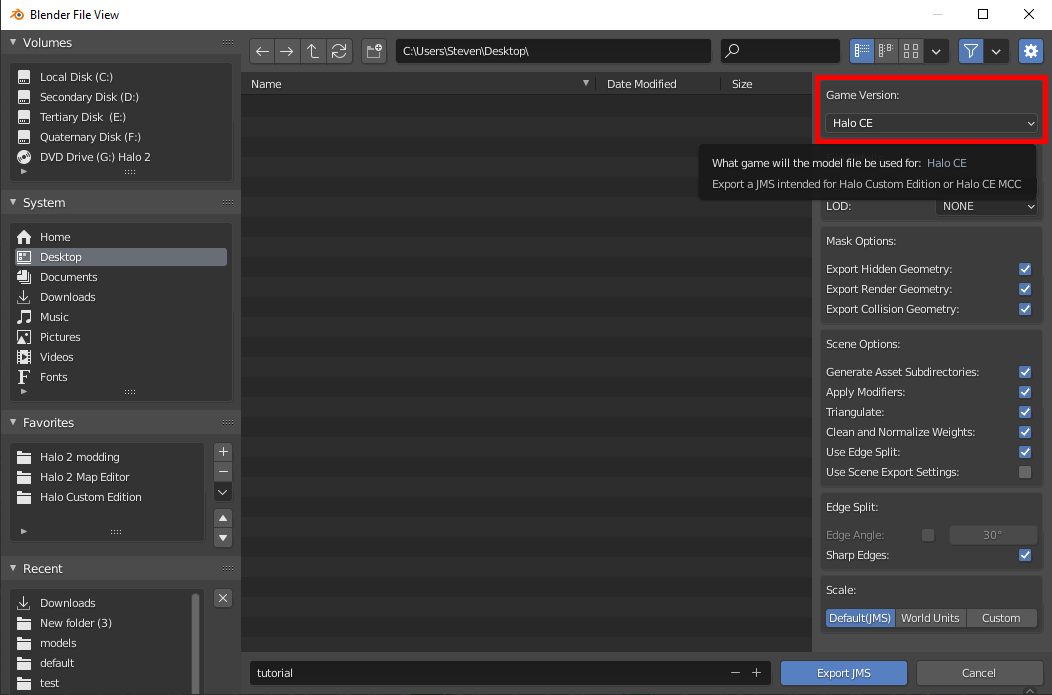 Blender File View
Volumes
Local Disk (C:)
Secondary Disk (D:)
Tertiary Disk (E:)
Quaternary Disk (F:)
DVD Drive (G:) Halo 2
System
Home
Desktop
Documents
Downloads
Music
Pictures
Videos
Fonts
Favorites
Halo 2 modding
Halo 2 Map Editor
Halo Custom Edition
Recent
Downloads
New folder (3)
models
default
test
C:\Users\Steven\Desktop\
Name Date Modified Size
tutorial
Export JMS Cancel
Game Version:
Halo CE
What game will the model file be used for: Halo CE
Export a JMS intended for Halo Custom Edition or Halo CE MCC
LOD: NONE
Mask Options:
Export Hidden Geometry:
Export Render Geometry:
Export Collision Geometry:
Scene Options:
Generate Asset Subdirectories:
Apply Modifiers:
Triangulate:
Clean and Normalize Weights:
Use Edge Split:
Use Scene Export Settings:
Edge Split:
Edge Angle: 30°
Sharp Edges:
Scale:
Default(JMS) World Units Custom